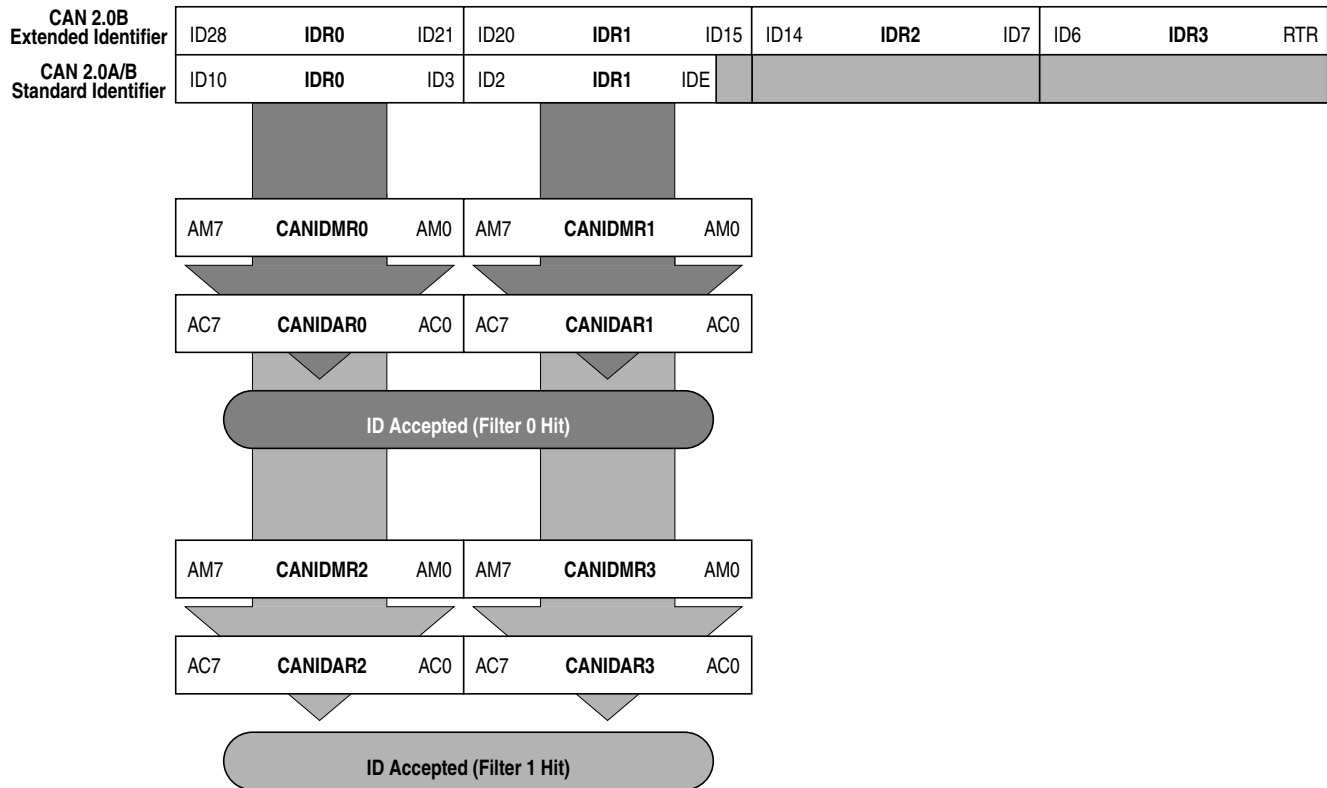 CAN 2.0B
Extended Identifier
ID28 IDR0 ID21 ID20 IDR1 ID15 ID14 IDR2 ID7 ID6 IDR3 RTR
CAN 2.0A/B
Standard Identifier
ID10 IDR0 ID3 ID2 IDR1 IDE
AM7 CANIDMR0 AM0 AM7 CANIDMR1 AM0
AC7 CANIDAR0 AC0 AC7 CANIDAR1 AC0
ID Accepted (Filter 0 Hit)
AM7 CANIDMR2 AM0 AM7 CANIDMR3 AM0
AC7 CANIDAR2 AC0 AC7 CANIDAR3 AC0
ID Accepted (Filter 1 Hit)